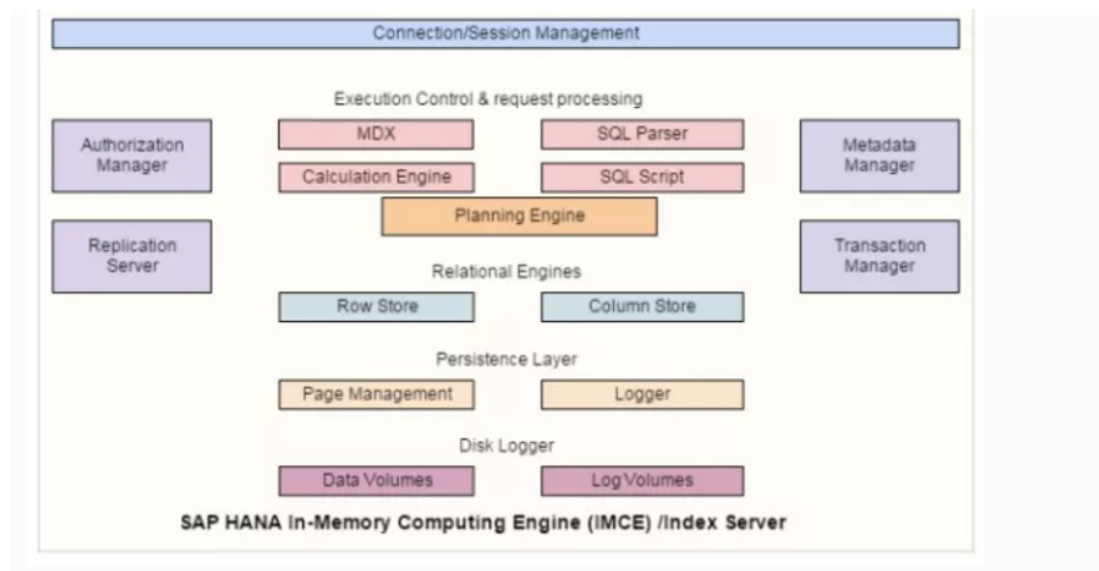 Connection/Session Management
Execution Control & request processing
Authorization
Manager
MDX
SQL Parser
Metadata
Manager
Calculation Engine
SQL Script
Planning Engine
Replication
Server
Transaction
Manager
Relational Engines
Row Store
Column Store
Persistence Layer
Page Management
Logger
Disk Logger
Data Volumes
Log Volumes
SAP HANA In-Memory Computing Engine (IMCE) /Index Server